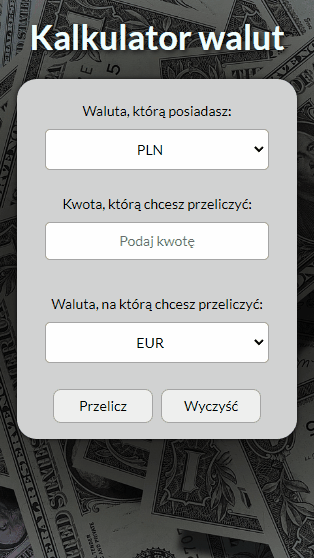 Kalkulator walut
Waluta, którą posiadasz:
PLN
Kwota, którą chcesz przeliczyć:
Podaj kwotę
Waluta, na którą chcesz przeliczyć:
EUR
Przelicz Wyczyść